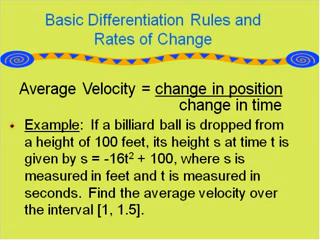 Basic Differentiation Rules and
Rates of Change
Average Velocity = change in position
change in time
Example: If a billiard ball is dropped from
a height of 100 feet, its height s at time t is
given by s = -16t² + 100, where s is
measured in feet and t is measured in
seconds. Find the average velocity over
the interval [1, 1.5].